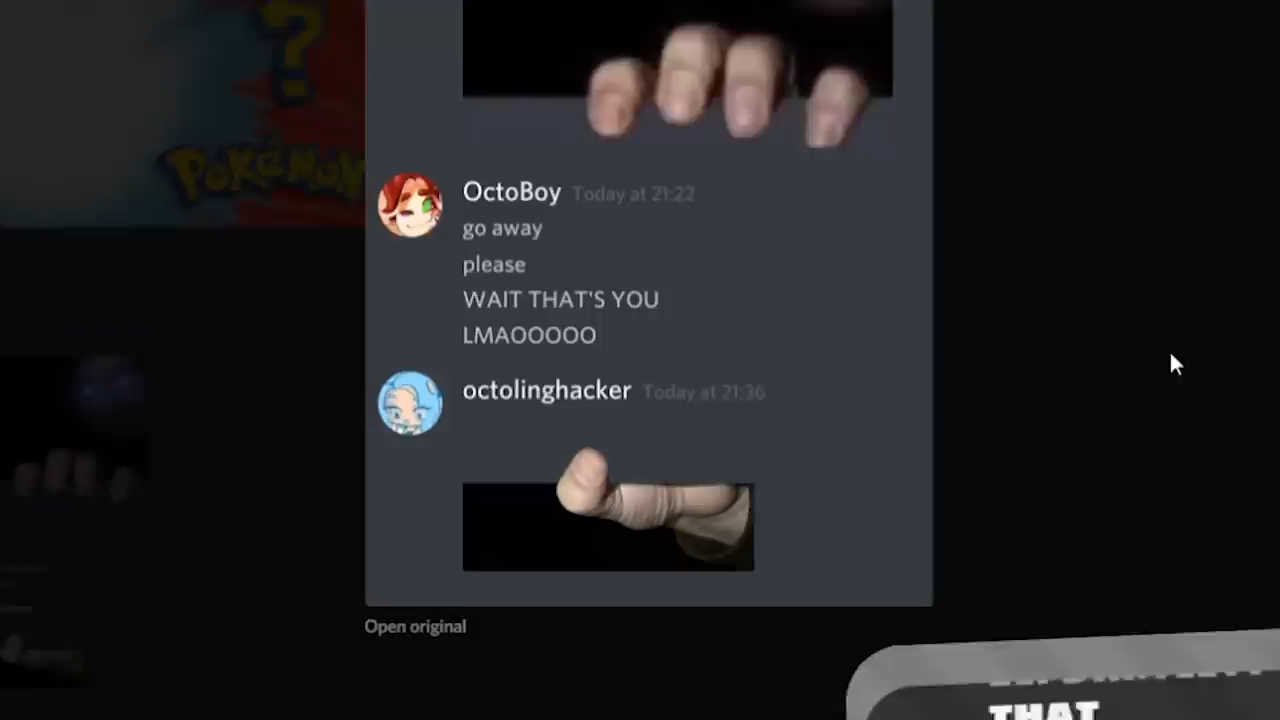 ?
POKÉMON
OctoBoy Today at 21:22
go away
please
WAIT THAT'S YOU
LMAOOOOO
octolinghacker Today at 21:36
Open original
THAT